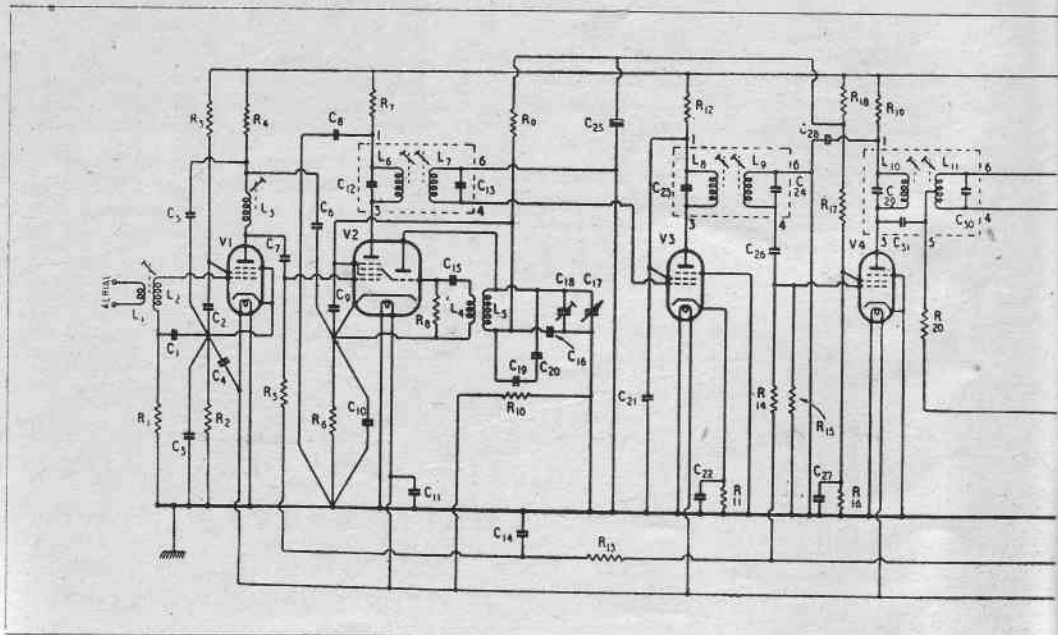 R3
R4
R7
C8
1
L6
L7
6
C12
C13
3
4
R9
C25
R12
1
L8
L9
6
C23
C24
3
4
R18
R19
C28
1
L10
L11
6
C29
C30
3
5
4
C31
C5
L3
C6
V1
C7
V2
C15
C18
C17
V3
C26
R17
V4
AERIAL
L2
L1
C2
C9
R8
L4
L5
C16
R20
C1
C4
C19
C20
R10
C21
R1
C3
R2
R5
R6
C10
R14
R15
C11
C22
R11
C27
R16
C14
R13